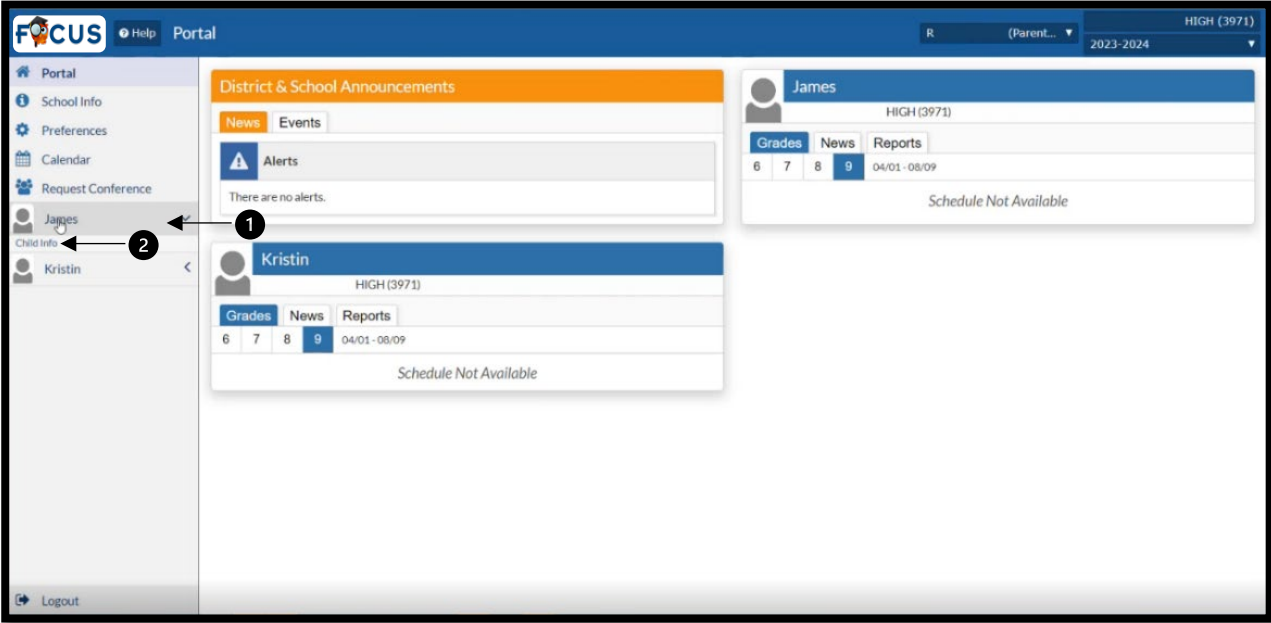 FOCUS
Help
Portal
R (Parent... ▼
HIGH (3971)
2023-2024 ▼
Portal
School Info
Preferences
Calendar
Request Conference
James
Child Info
Kristin
Logout
1
2
District & School Announcements
News Events
Alerts
There are no alerts.
James
HIGH (3971)
Grades News Reports
6 7 8 9 04/01 - 08/09
Schedule Not Available
Kristin
HIGH (3971)
Grades News Reports
6 7 8 9 04/01 - 08/09
Schedule Not Available